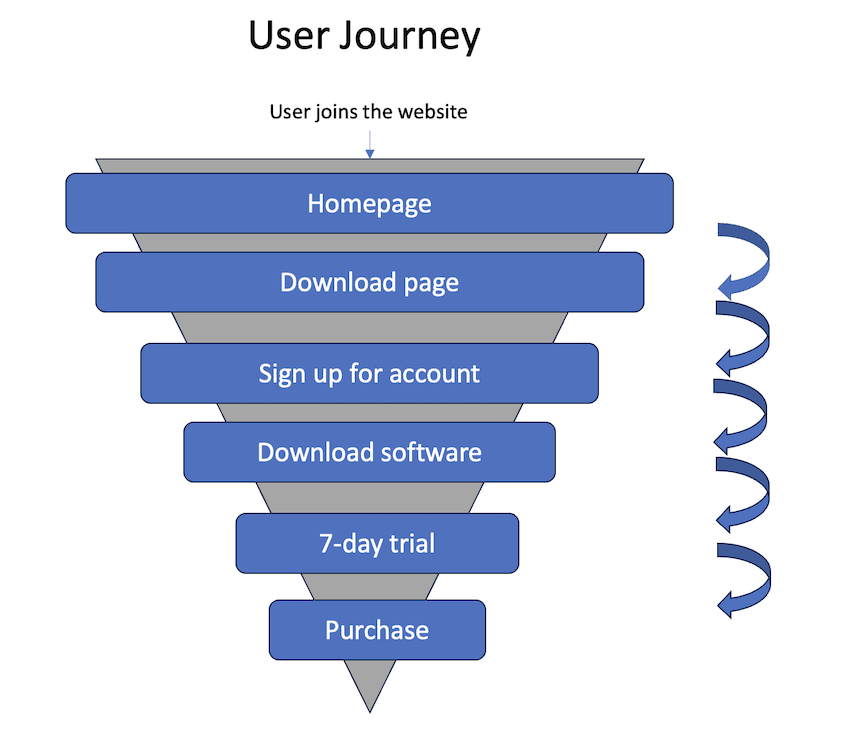 User Journey
User joins the website
Homepage
Download page
Sign up for account
Download software
7-day trial
Purchase